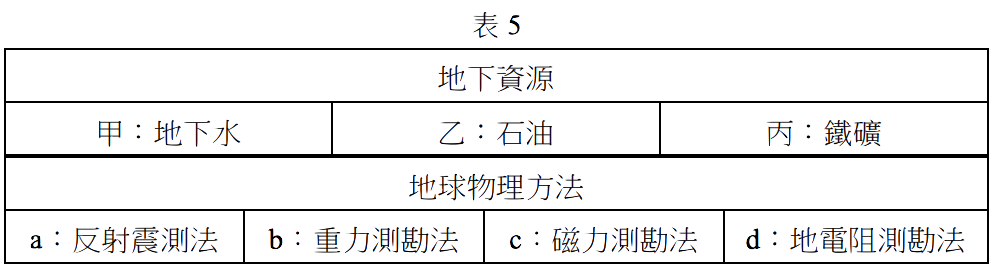 表 5
地下資源
甲：地下水 乙：石油 丙：鐵礦
地球物理方法
a：反射震測法 b：重力測勘法 c：磁力測勘法 d：地電阻測勘法